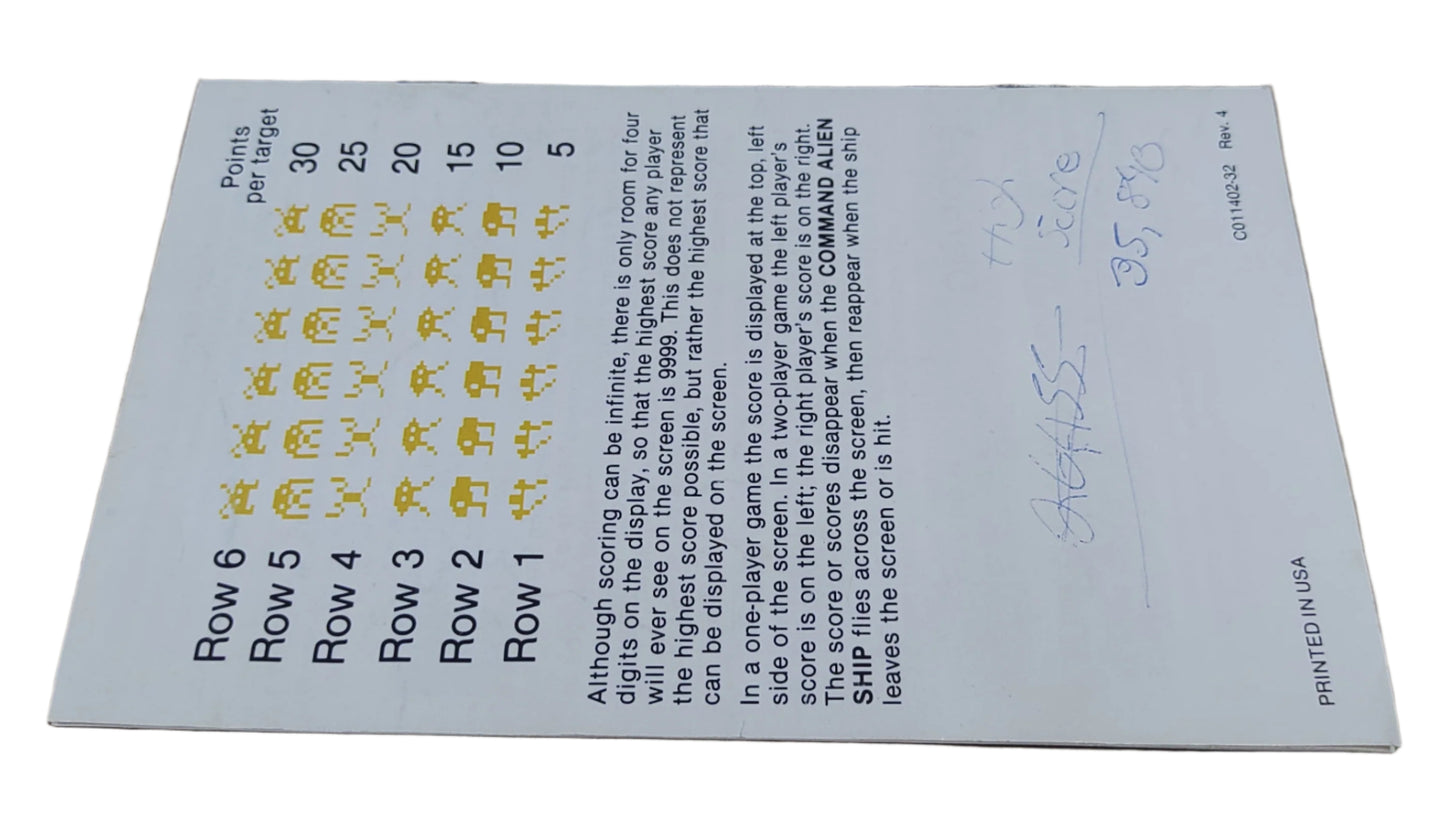 Points
per target
Row 6 30
Row 5 25
Row 4 20
Row 3 15
Row 2 10
Row 1 5
Although scoring can be infinite, there is only room for four
digits on the display, so that the highest score any player
will ever see on the screen is 9999. This does not represent
the highest score possible, but rather the highest score that
can be displayed on the screen.
In a one-player game the score is displayed at the top, left
side of the screen. In a two-player game the left player's
score is on the left; the right player's score is on the right.
The score or scores disappear when the COMMAND ALIEN
SHIP flies across the screen, then reappear when the ship
leaves the screen or is hit.
score
PRINTED IN USA
C011402-32 Rev. 4